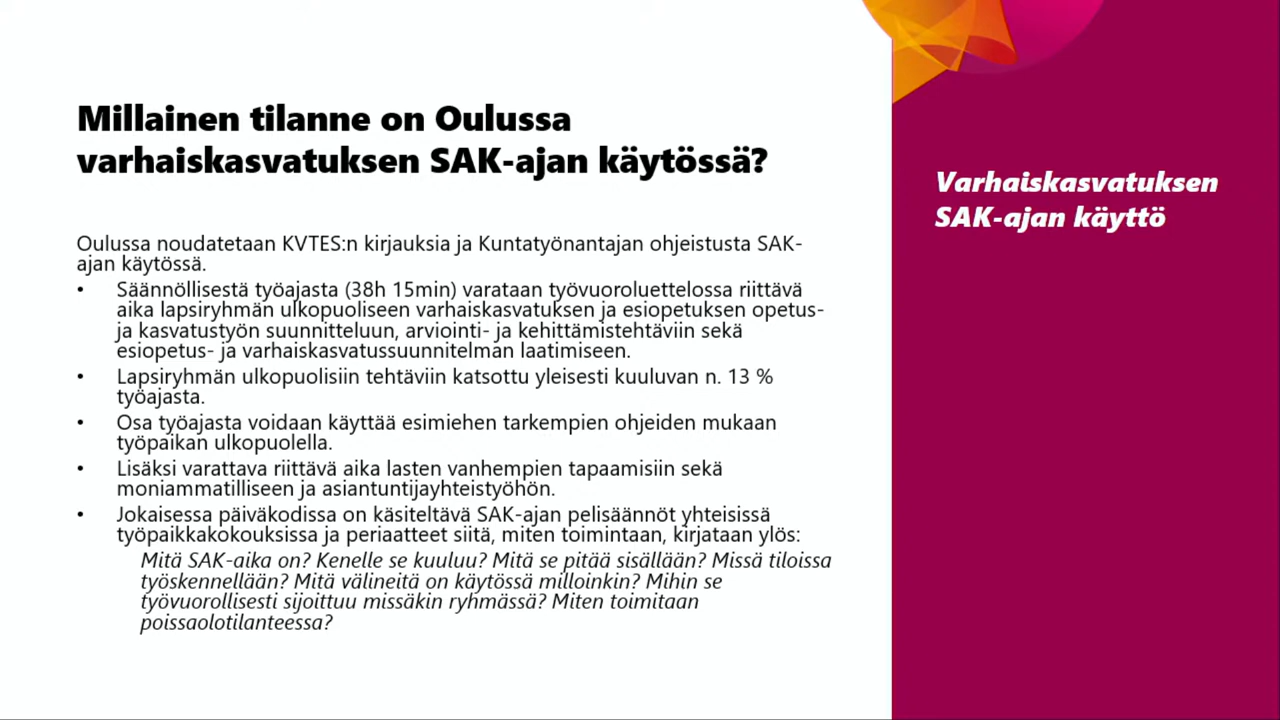 Millainen tilanne on Oulussa
varhaiskasvatuksen SAK-ajan käytössä?
Oulussa noudatetaan KVTES:n kirjauksia ja Kuntatyönantajan ohjeistusta SAK-
ajan käytössä.
• Säännöllisestä työajasta (38h 15min) varataan työvuoroluettelossa riittävä
aika lapsiryhmän ulkopuoliseen varhaiskasvatuksen ja esiopetuksen opetus-
ja kasvatustyön suunnitteluun, arviointi- ja kehittämistehtäviin sekä
esiopetus- ja varhaiskasvatussuunnitelman laatimiseen.
• Lapsiryhmän ulkopuolisiin tehtäviin katsottu yleisesti kuuluvan n. 13 %
työajasta.
• Osa työajasta voidaan käyttää esimiehen tarkempien ohjeiden mukaan
työpaikan ulkopuolella.
• Lisäksi varattava riittävä aika lasten vanhempien tapaamisiin sekä
moniammatilliseen ja asiantuntijayhteistyöhön.
• Jokaisessa päiväkodissa on käsiteltävä SAK-ajan pelisäännöt yhteisissä
työpaikkakokouksissa ja periaatteet siitä, miten toimintaan, kirjataan ylös:
Mitä SAK-aika on? Kenelle se kuuluu? Mitä se pitää sisällään? Missä tiloissa
työskennellään? Mitä välineitä on käytössä milloinkin? Mihin se
työvuorollisesti sijoittuu missäkin ryhmässä? Miten toimitaan
poissaolotilanteessa?
Varhaiskasvatuksen
SAK-ajan käyttö